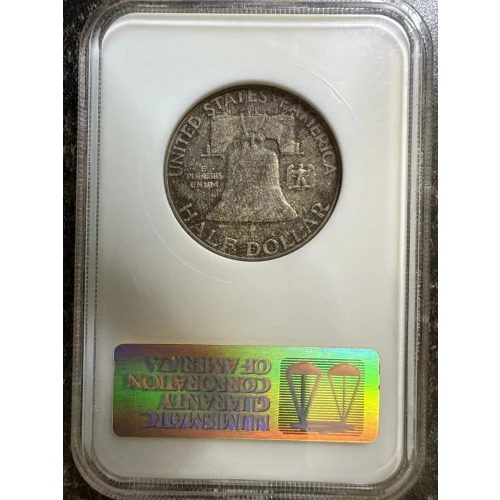 UNITED STATES OF AMERICA
E
PLURIBUS
UNUM
HALF DOLLAR
NUMISMATIC
GUARANTY
CORPORATION
OF AMERICA